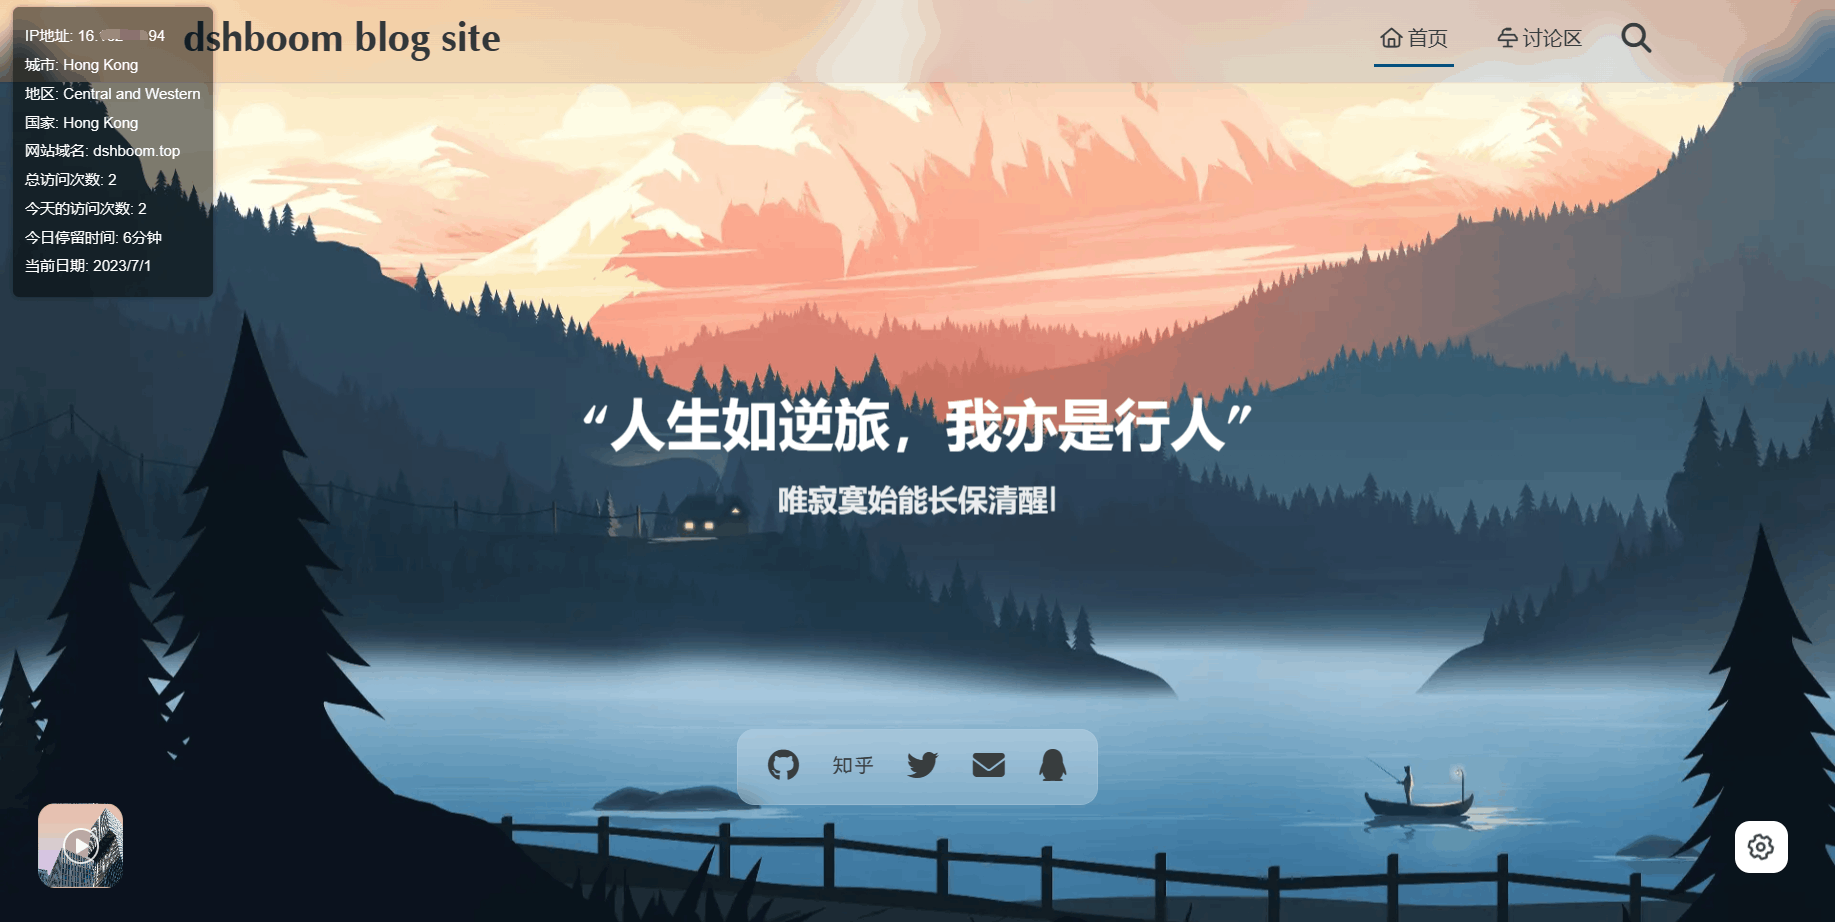 dshboom blog site
首页
讨论区
IP地址: 16. 94
城市: Hong Kong
地区: Central and Western
国家: Hong Kong
网站域名: dshboom.top
总访问次数: 2
今天的访问次数: 2
今日停留时间: 6分钟
当前日期: 2023/7/1
“人生如逆旅，我亦是行人”
唯寂寞始能长保清醒|
知乎